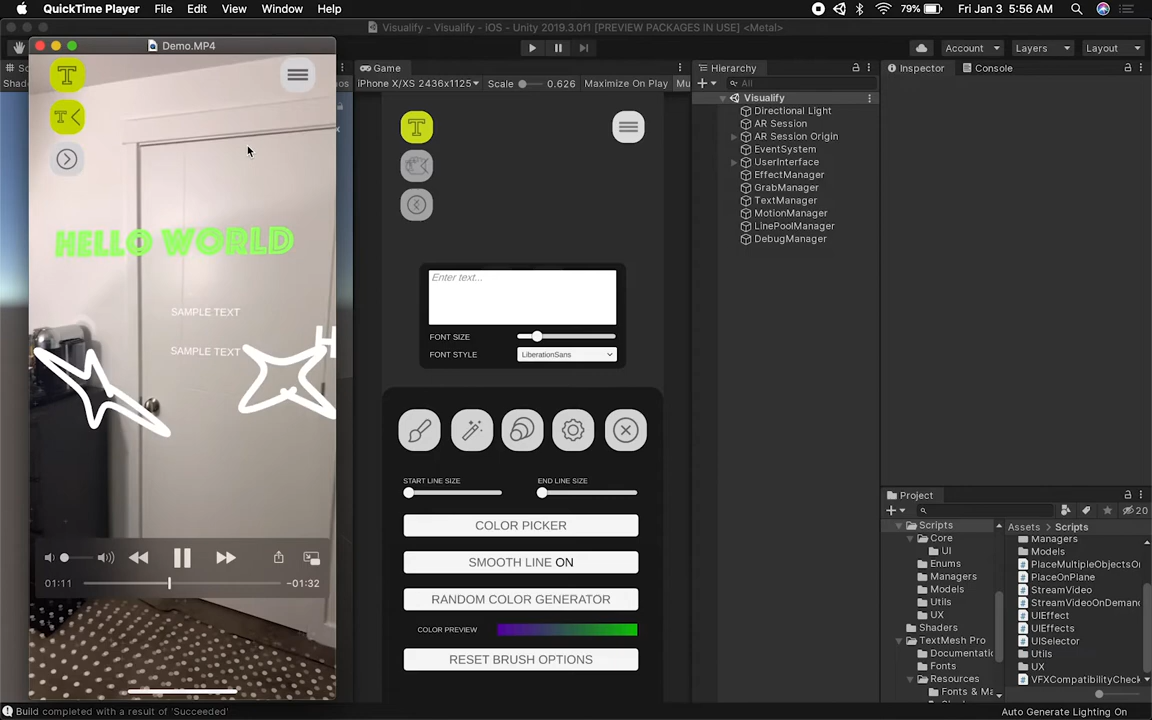 QuickTime Player File Edit View Window Help
79% Fri Jan 3 5:56 AM
Visualify - Visualify - iOS - Unity 2019.3.0f1 [PREVIEW PACKAGES IN USE] <Metal>
Account Layers Layout
Demo.MP4
Game
iPhone X/XS 2436x1125 Scale 0.626 Maximize On Play
T
T
HELLO WORLD
SAMPLE TEXT
SAMPLE TEXT
01:11 -01:32
T
Enter text...
FONT SIZE
FONT STYLE LiberationSans
START LINE SIZE END LINE SIZE
COLOR PICKER
SMOOTH LINE ON
RANDOM COLOR GENERATOR
COLOR PREVIEW
RESET BRUSH OPTIONS
Hierarchy
All
Visualify
Directional Light
AR Session
AR Session Origin
EventSystem
UserInterface
EffectManager
GrabManager
TextManager
MotionManager
LinePoolManager
DebugManager
Inspector Console
Project
20
Scripts
Core
UI
Enums
Managers
Models
Utils
UX
Shaders
TextMesh Pro
Fonts
Resources
Assets > Scripts
Managers
Models
PlaceOnPlane
StreamVideo
UIEffect
UIEffects
UISelector
Utils
UX
Build completed with a result of 'Succeeded'
Auto Generate Lighting On